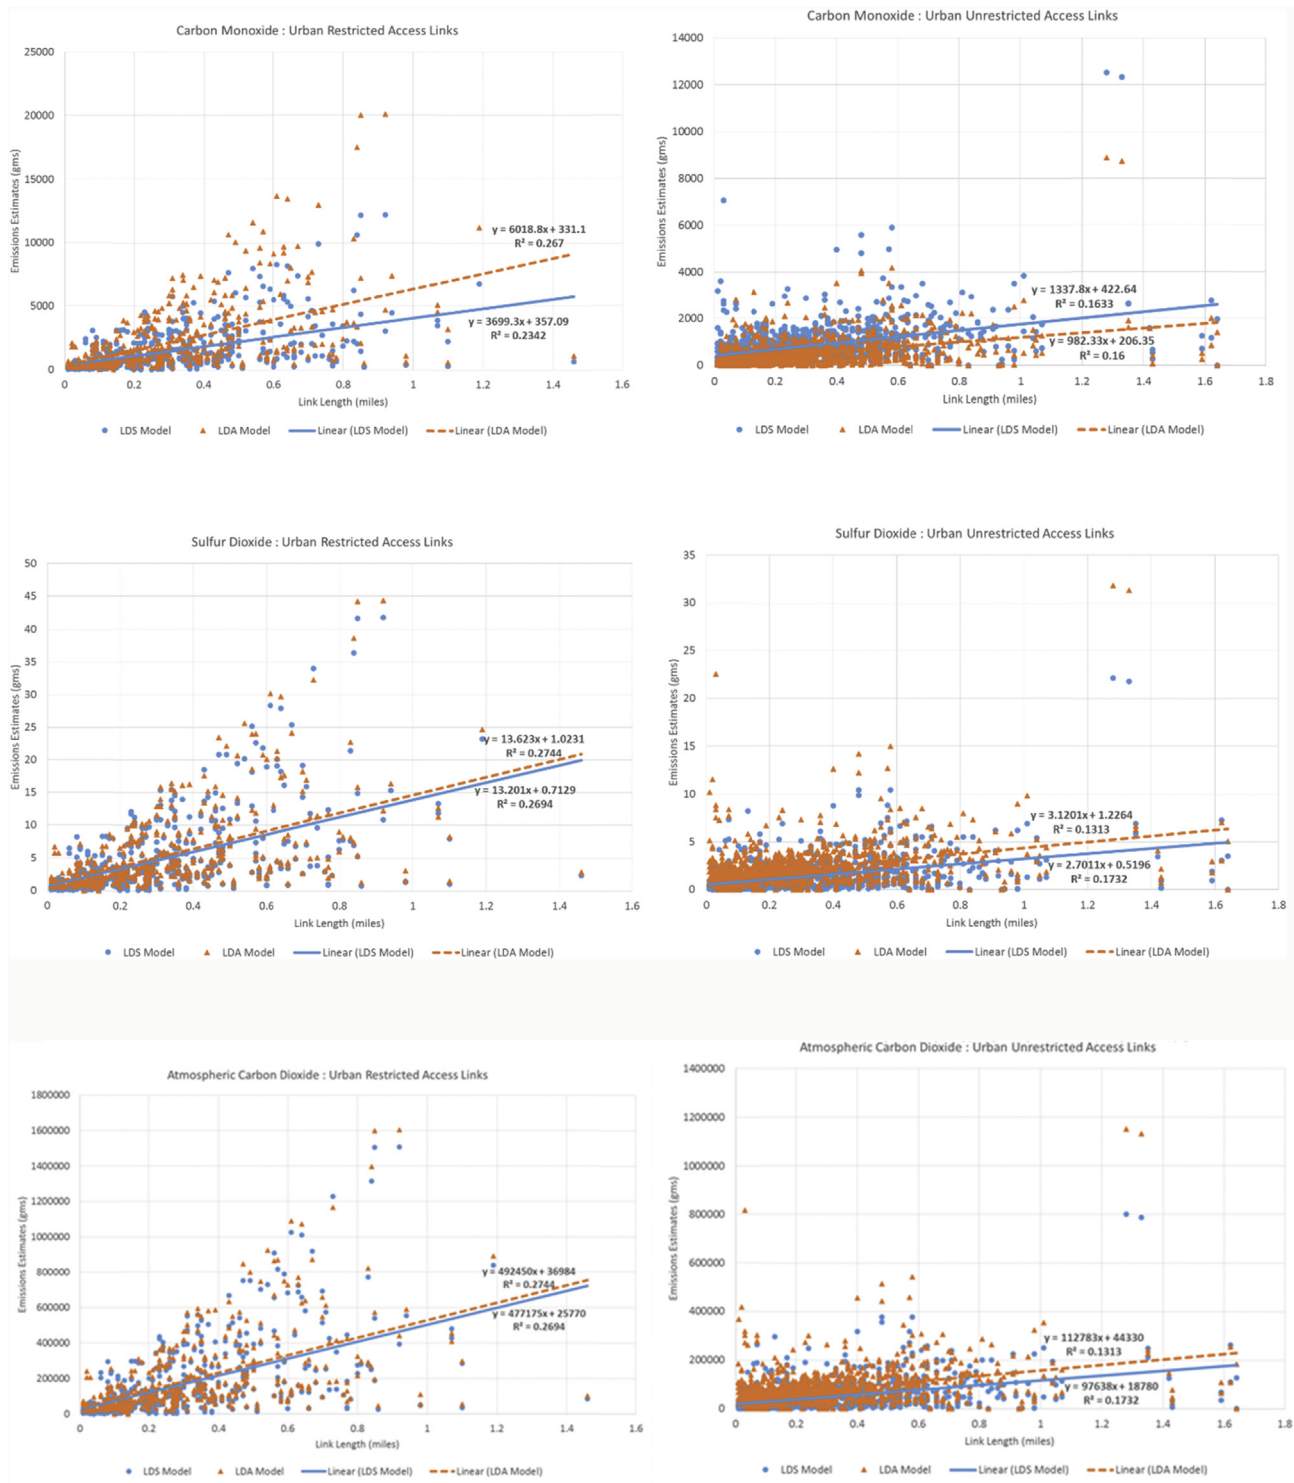 Carbon Monoxide : Urban Restricted Access Links
25000
20000
15000
10000
5000
0
Emissions Estimates (gms)
y = 6018.8x + 331.1
R² = 0.267
y = 3699.3x + 357.09
R² = 0.2342
0 0.2 0.4 0.6 0.8 1 1.2 1.4 1.6
Link Length (miles)
LDS Model LDA Model Linear (LDS Model) Linear (LDA Model)
Carbon Monoxide : Urban Unrestricted Access Links
14000
12000
10000
8000
6000
4000
2000
0
Emissions Estimates (gms)
y = 1337.8x + 422.64
R² = 0.1633
y = 982.33x + 206.35
R² = 0.16
0 0.2 0.4 0.6 0.8 1 1.2 1.4 1.6 1.8
Link Length (miles)
LDS Model LDA Model Linear (LDS Model) Linear (LDA Model)
Sulfur Dioxide : Urban Restricted Access Links
50
45
40
35
30
25
20
15
10
5
0
Emissions Estimates (gms)
y = 13.623x + 1.0231
R² = 0.2744
y = 13.201x + 0.7129
R² = 0.2694
0 0.2 0.4 0.6 0.8 1 1.2 1.4 1.6
Link Length (miles)
LDS Model LDA Model Linear (LDS Model) Linear (LDA Model)
Sulfur Dioxide : Urban Unrestricted Access Links
35
30
25
20
15
10
5
0
Emissions Estimates (gms)
y = 3.1201x + 1.2264
R² = 0.1313
y = 2.7011x + 0.5196
R² = 0.1732
0 0.2 0.4 0.6 0.8 1 1.2 1.4 1.6 1.8
Link Length (miles)
LDS Model LDA Model Linear (LDS Model) Linear (LDA Model)
Atmospheric Carbon Dioxide : Urban Restricted Access Links
1800000
1600000
1400000
1200000
1000000
800000
600000
400000
200000
0
Emissions Estimates (gms)
y = 492450x + 36984
R² = 0.2744
y = 477175x + 25770
R² = 0.2694
0 0.2 0.4 0.6 0.8 1 1.2 1.4 1.6
Link Length (miles)
LDS Model LDA Model Linear (LDS Model) Linear (LDA Model)
Atmospheric Carbon Dioxide : Urban Unrestricted Access Links
1400000
1200000
1000000
800000
600000
400000
200000
0
Emissions Estimates (gms)
y = 112783x + 44330
R² = 0.1313
y = 97638x + 18780
R² = 0.1732
0 0.2 0.4 0.6 0.8 1 1.2 1.4 1.6 1.8
Link Length (miles)
LDS Model LDA Model Linear (LDS Model) Linear (LDA Model)